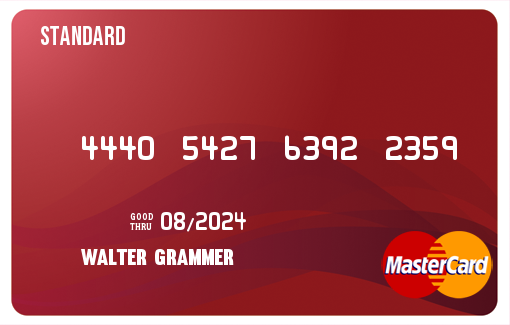 STANDARD
4440 5427 6392 2359
GOOD THRU 08/2024
WALTER GRAMMER
MasterCard